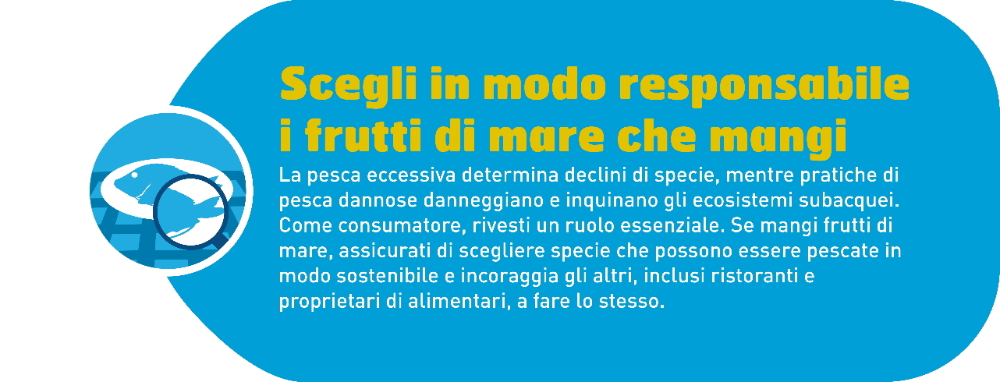 Scegli in modo responsabile
i frutti di mare che mangi
La pesca eccessiva determina declini di specie, mentre pratiche di
pesca dannose danneggiano e inquinano gli ecosistemi subacquei.
Come consumatore, rivesti un ruolo essenziale. Se mangi frutti di
mare, assicurati di scegliere specie che possono essere pescate in
modo sostenibile e incoraggia gli altri, inclusi ristoranti e
proprietari di alimentari, a fare lo stesso.